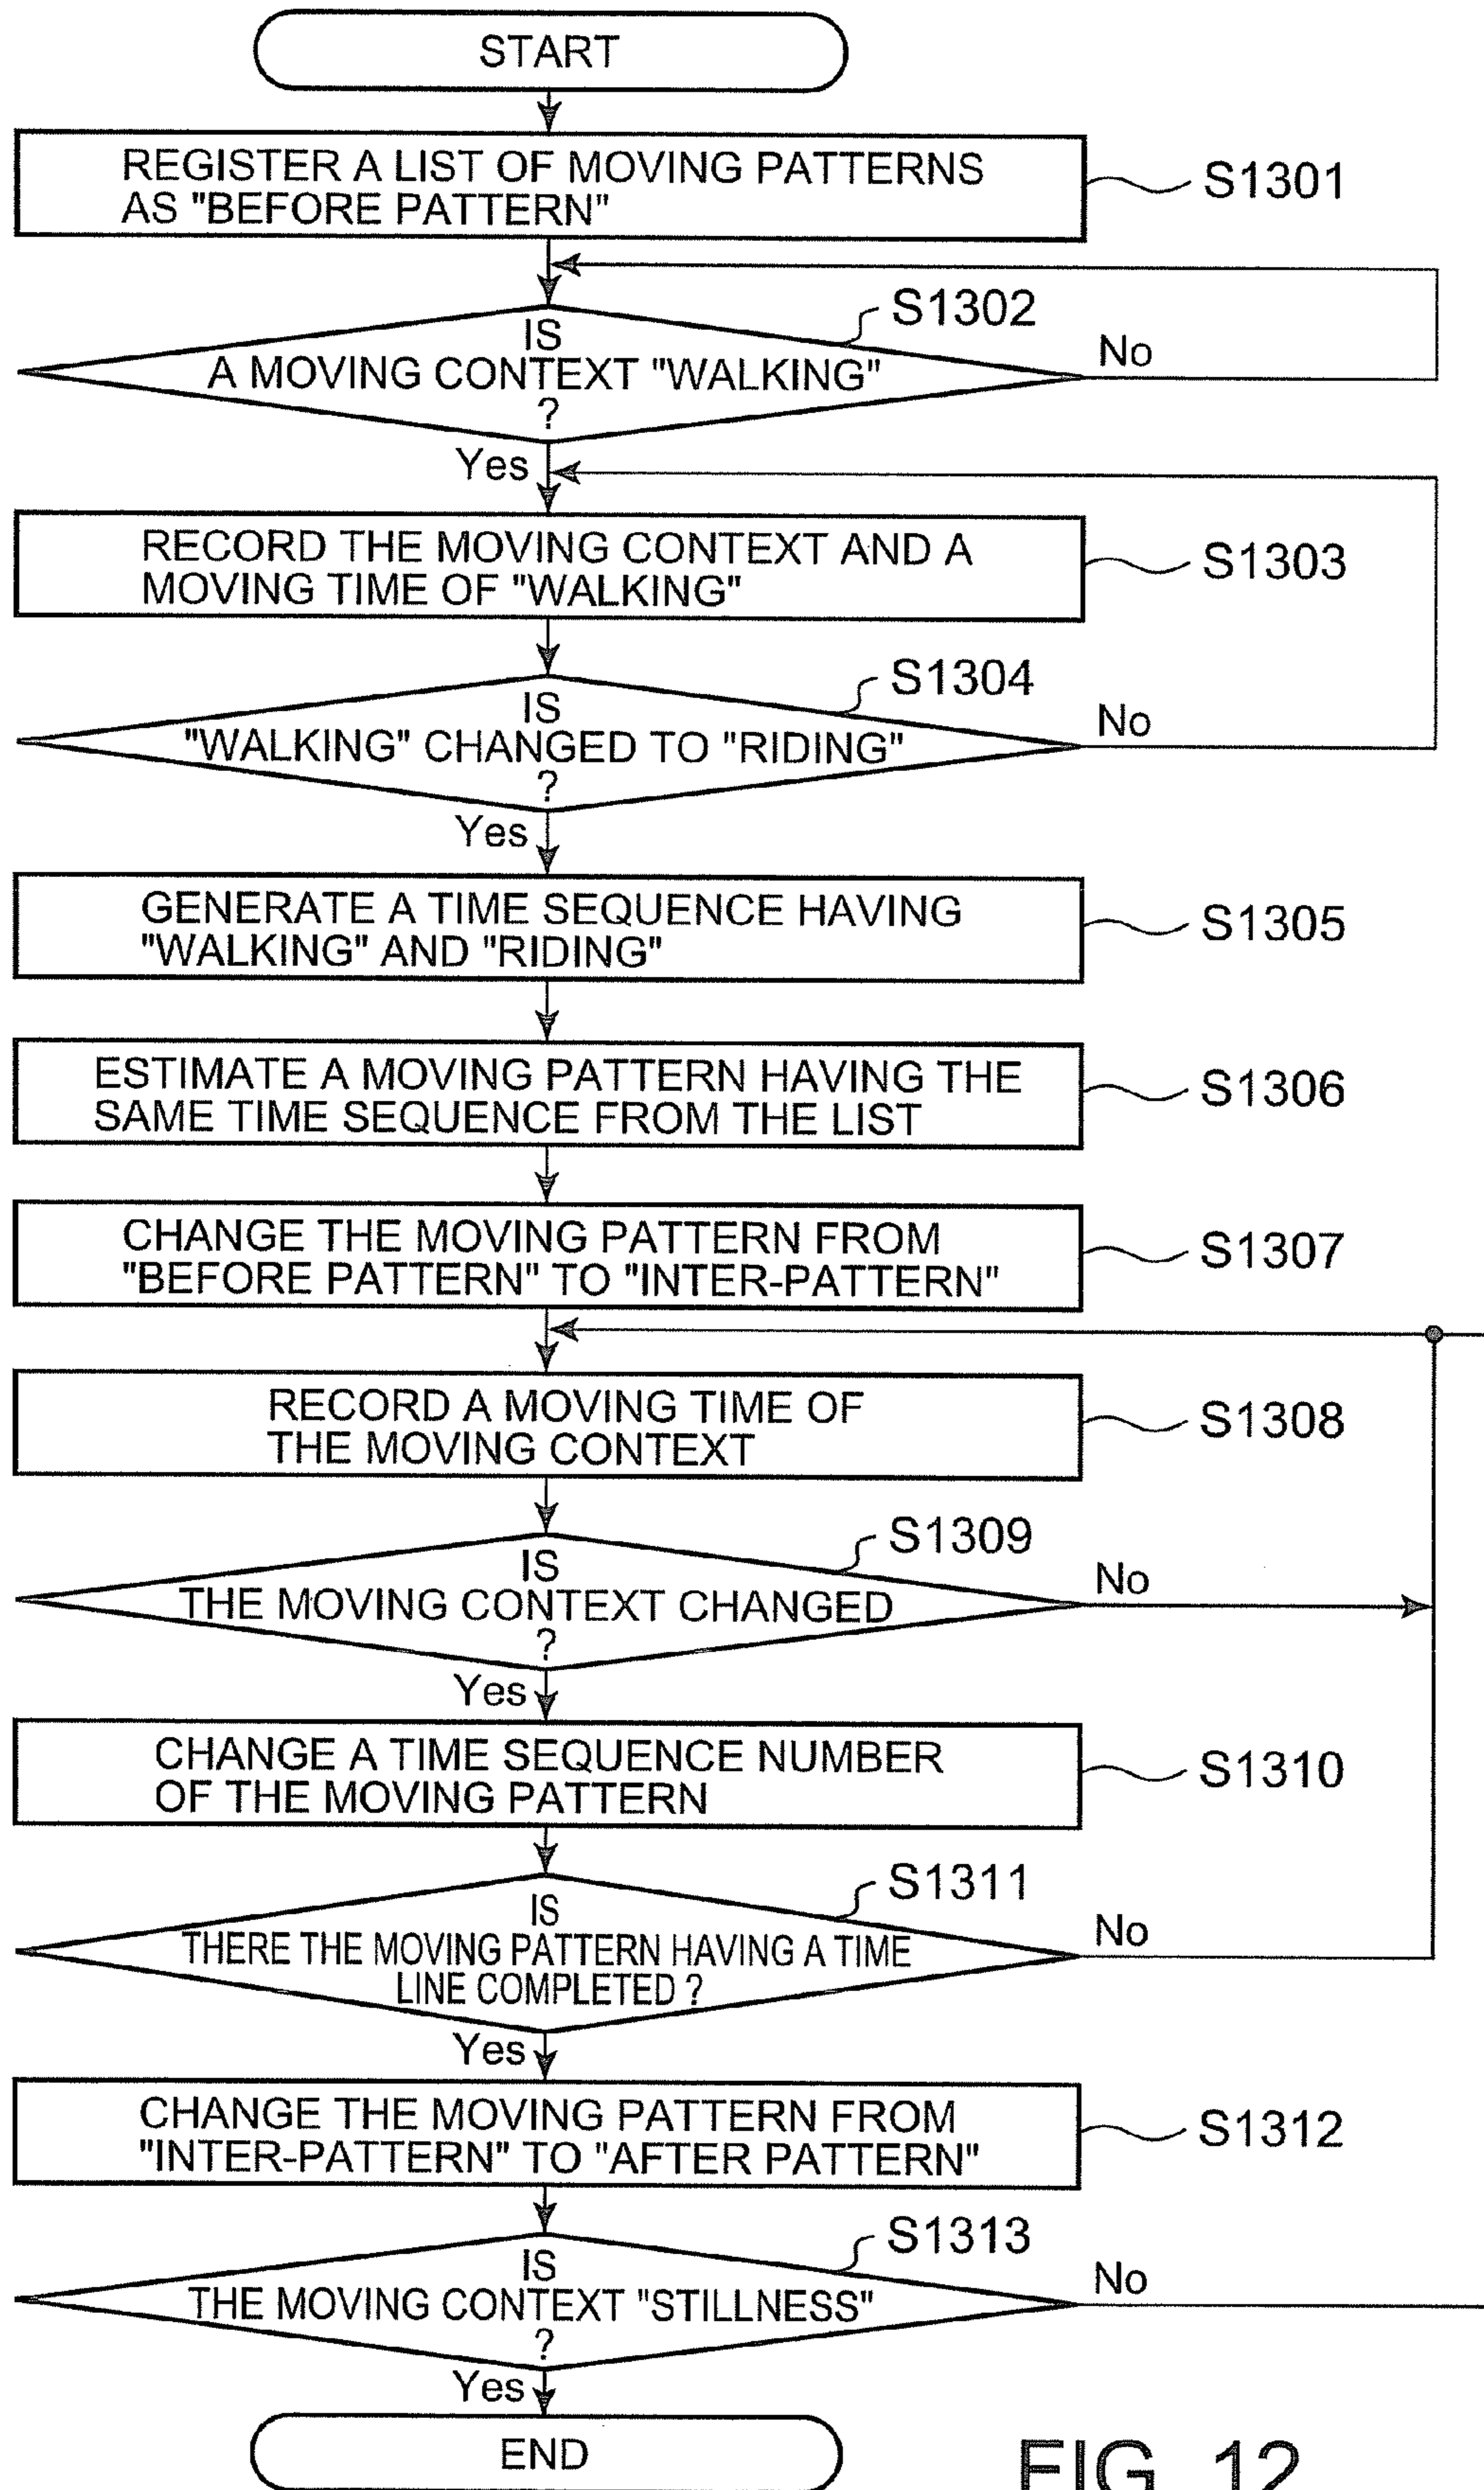 START
REGISTER A LIST OF MOVING PATTERNS
AS "BEFORE PATTERN"
S1301
S1302
IS
A MOVING CONTEXT "WALKING"
?
No
Yes
RECORD THE MOVING CONTEXT AND A
MOVING TIME OF "WALKING"
S1303
S1304
IS
"WALKING" CHANGED TO "RIDING"
?
No
Yes
GENERATE A TIME SEQUENCE HAVING
"WALKING" AND "RIDING"
S1305
ESTIMATE A MOVING PATTERN HAVING THE
SAME TIME SEQUENCE FROM THE LIST
S1306
CHANGE THE MOVING PATTERN FROM
"BEFORE PATTERN" TO "INTER-PATTERN"
S1307
RECORD A MOVING TIME OF
THE MOVING CONTEXT
S1308
S1309
IS
THE MOVING CONTEXT CHANGED
?
No
Yes
CHANGE A TIME SEQUENCE NUMBER
OF THE MOVING PATTERN
S1310
S1311
IS
THERE THE MOVING PATTERN HAVING A TIME
LINE COMPLETED ?
No
Yes
CHANGE THE MOVING PATTERN FROM
"INTER-PATTERN" TO "AFTER PATTERN"
S1312
S1313
IS
THE MOVING CONTEXT "STILLNESS"
?
No
Yes
END
FIG. 12